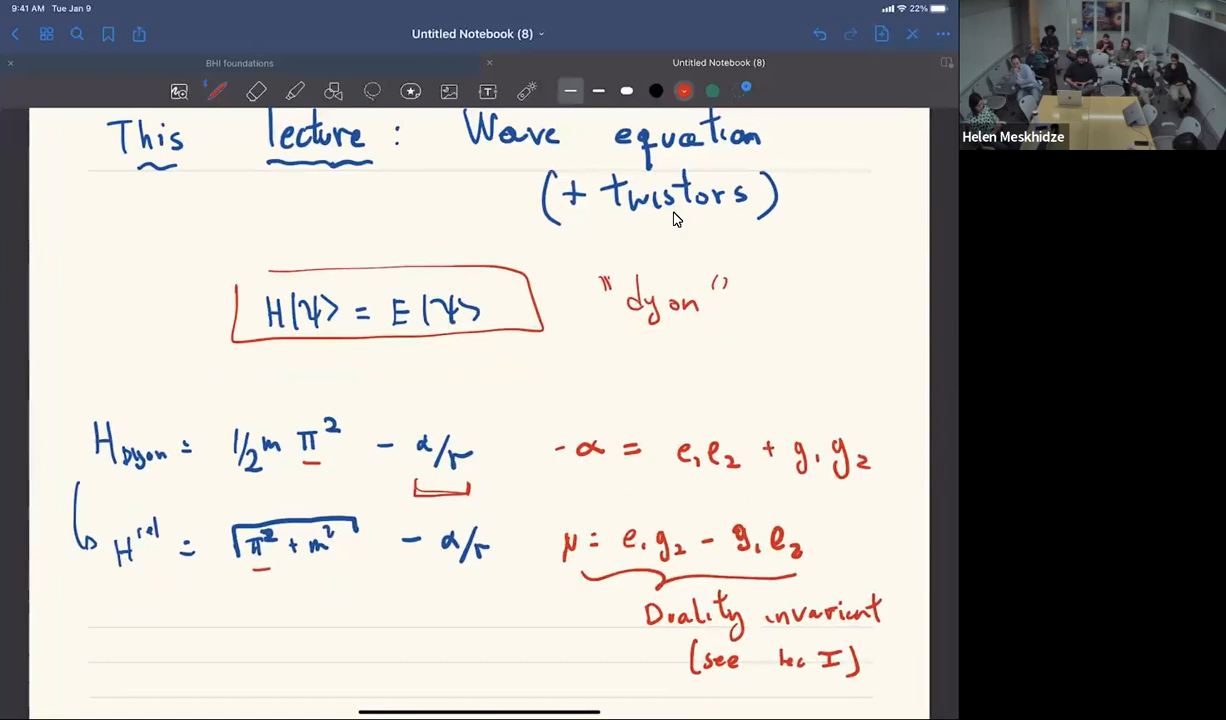 9:41 AM Tue Jan 9
22%
Untitled Notebook (8)
BHI foundations
Untitled Notebook (8)
Helen Meskhidze
This lecture : Wave equation
(+ twistors)
H|ψ> = E|ψ>
"dyon"
H_Dyon = 1/2m π² - α/r
-α = e₁e₂ + g₁g₂
H^rel = √(π² + m²) - α/r
μ = e₁g₂ - g₁e₂
Duality invarient
(see lec I)